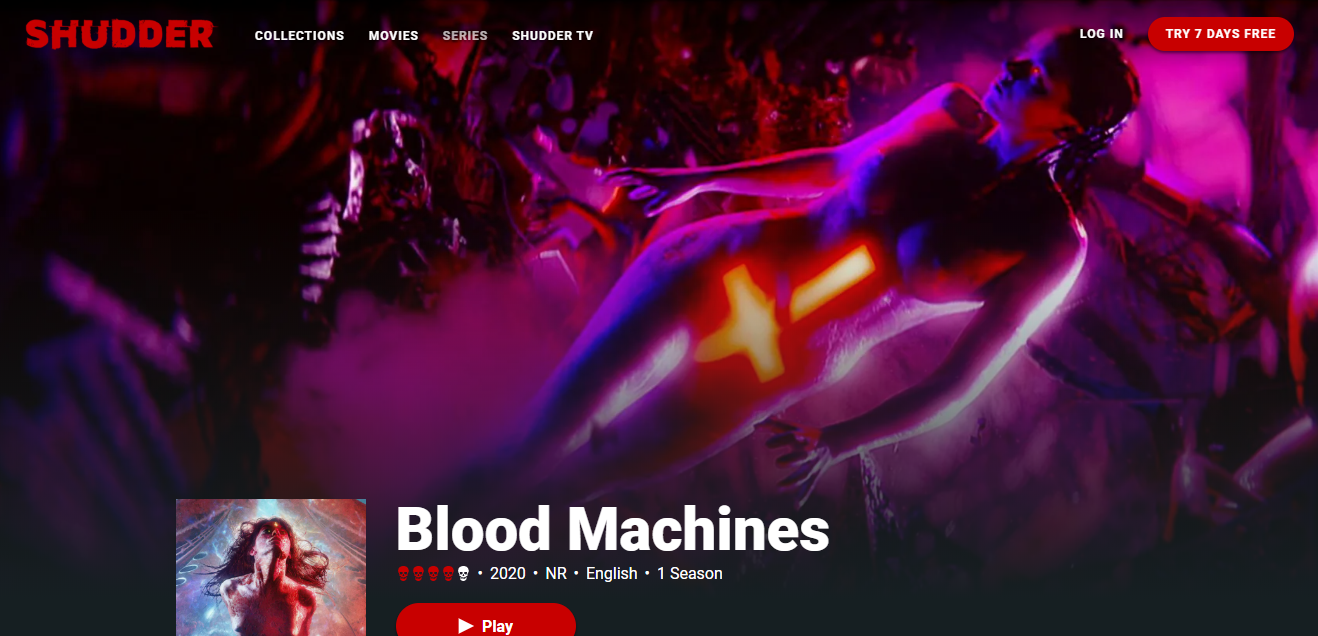 SHUDDER
COLLECTIONS MOVIES SERIES SHUDDER TV
LOG IN
TRY 7 DAYS FREE
Blood Machines
• 2020 • NR • English • 1 Season
Play